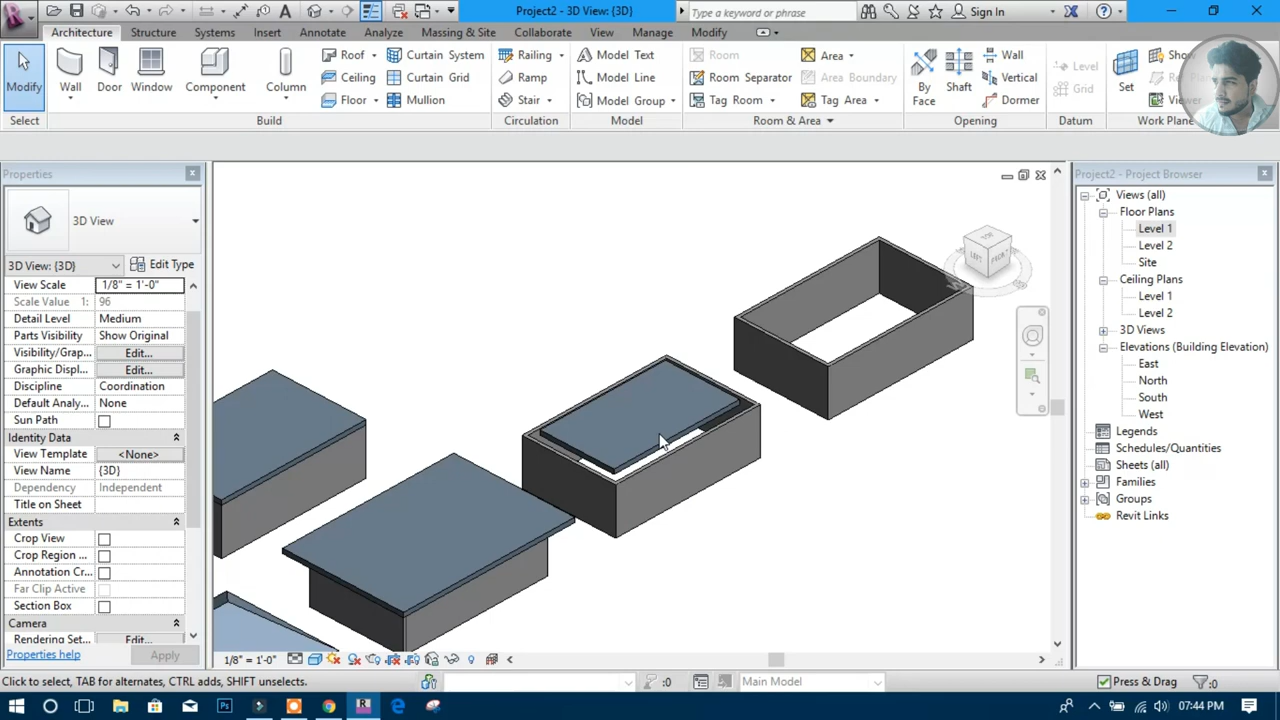 Project2 - 3D View: {3D}
Type a keyword or phrase
Sign In
Architecture Structure Systems Insert Annotate Analyze Massing & Site Collaborate View Manage Modify
Modify
Wall
Door
Window
Component
Column
Roof
Ceiling
Floor
Curtain System
Curtain Grid
Mullion
Railing
Ramp
Stair
Model Text
Model Line
Model Group
Room
Room Separator
Tag Room
Area
Area Boundary
Tag Area
By Face
Shaft
Wall
Vertical
Dormer
Level
Grid
Set
Viewer
Select
Build
Circulation
Model
Room & Area
Opening
Datum
Work Plane
Properties
3D View
3D View: {3D}
Edit Type
View Scale 1/8" = 1'-0"
Scale Value 1: 96
Detail Level Medium
Parts Visibility Show Original
Visibility/Grap... Edit...
Graphic Displ... Edit...
Discipline Coordination
Default Analy... None
Sun Path
Identity Data
View Template <None>
View Name {3D}
Dependency Independent
Title on Sheet
Extents
Crop View
Crop Region ...
Annotation Cr...
Far Clip Active
Section Box
Camera
Rendering Set... Edit...
Properties help
Apply
TOP
LEFT
FRONT
1/8" = 1'-0"
Project2 - Project Browser
Views (all)
Floor Plans
Level 1
Level 2
Site
Ceiling Plans
Level 1
Level 2
3D Views
Elevations (Building Elevation)
East
North
South
West
Legends
Schedules/Quantities
Sheets (all)
Families
Groups
Revit Links
Click to select, TAB for alternates, CTRL adds, SHIFT unselects.
:0
Main Model
Press & Drag
:0
07:44 PM